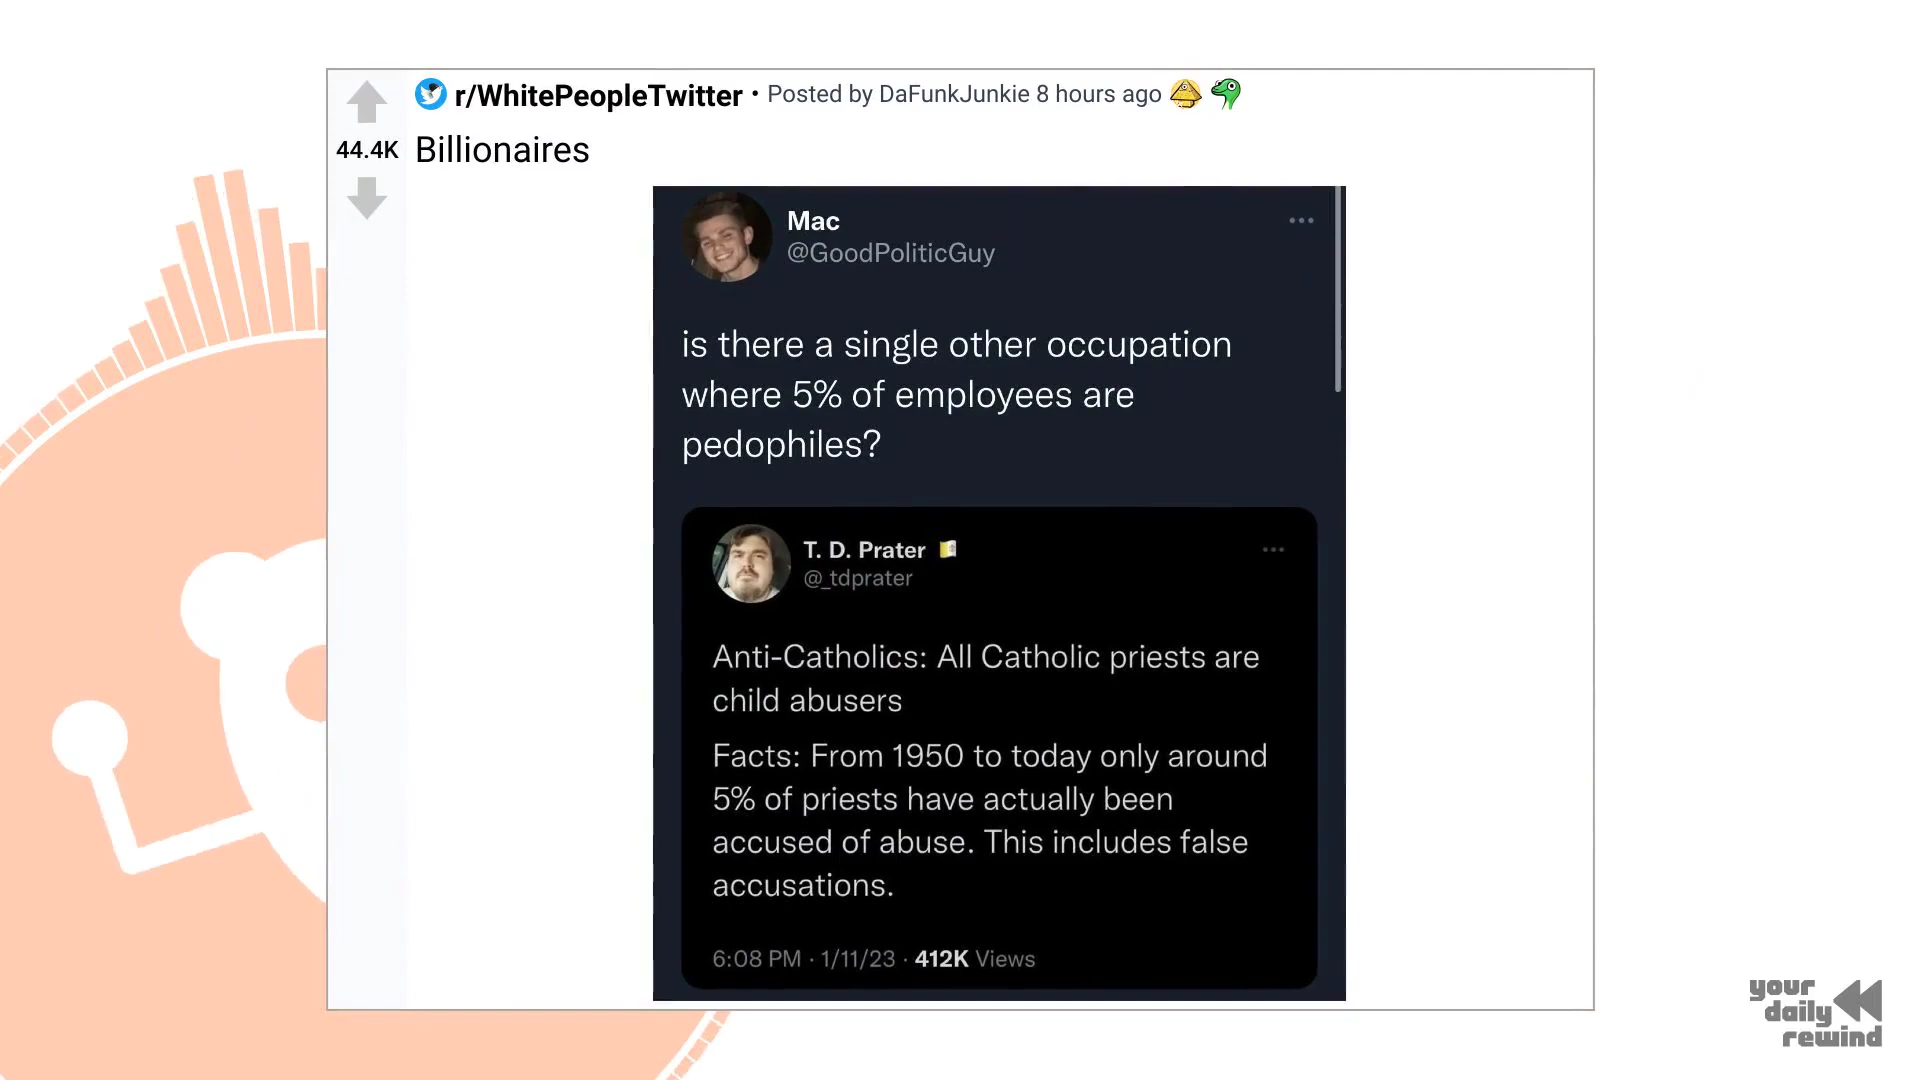 r/WhitePeopleTwitter • Posted by DaFunkJunkie 8 hours ago
44.4K Billionaires
Mac
@GoodPoliticGuy
is there a single other occupation
where 5% of employees are
pedophiles?
T. D. Prater
@_tdprater
Anti-Catholics: All Catholic priests are
child abusers
Facts: From 1950 to today only around
5% of priests have actually been
accused of abuse. This includes false
accusations.
6:08 PM · 1/11/23 · 412K Views
your
daily
rewind